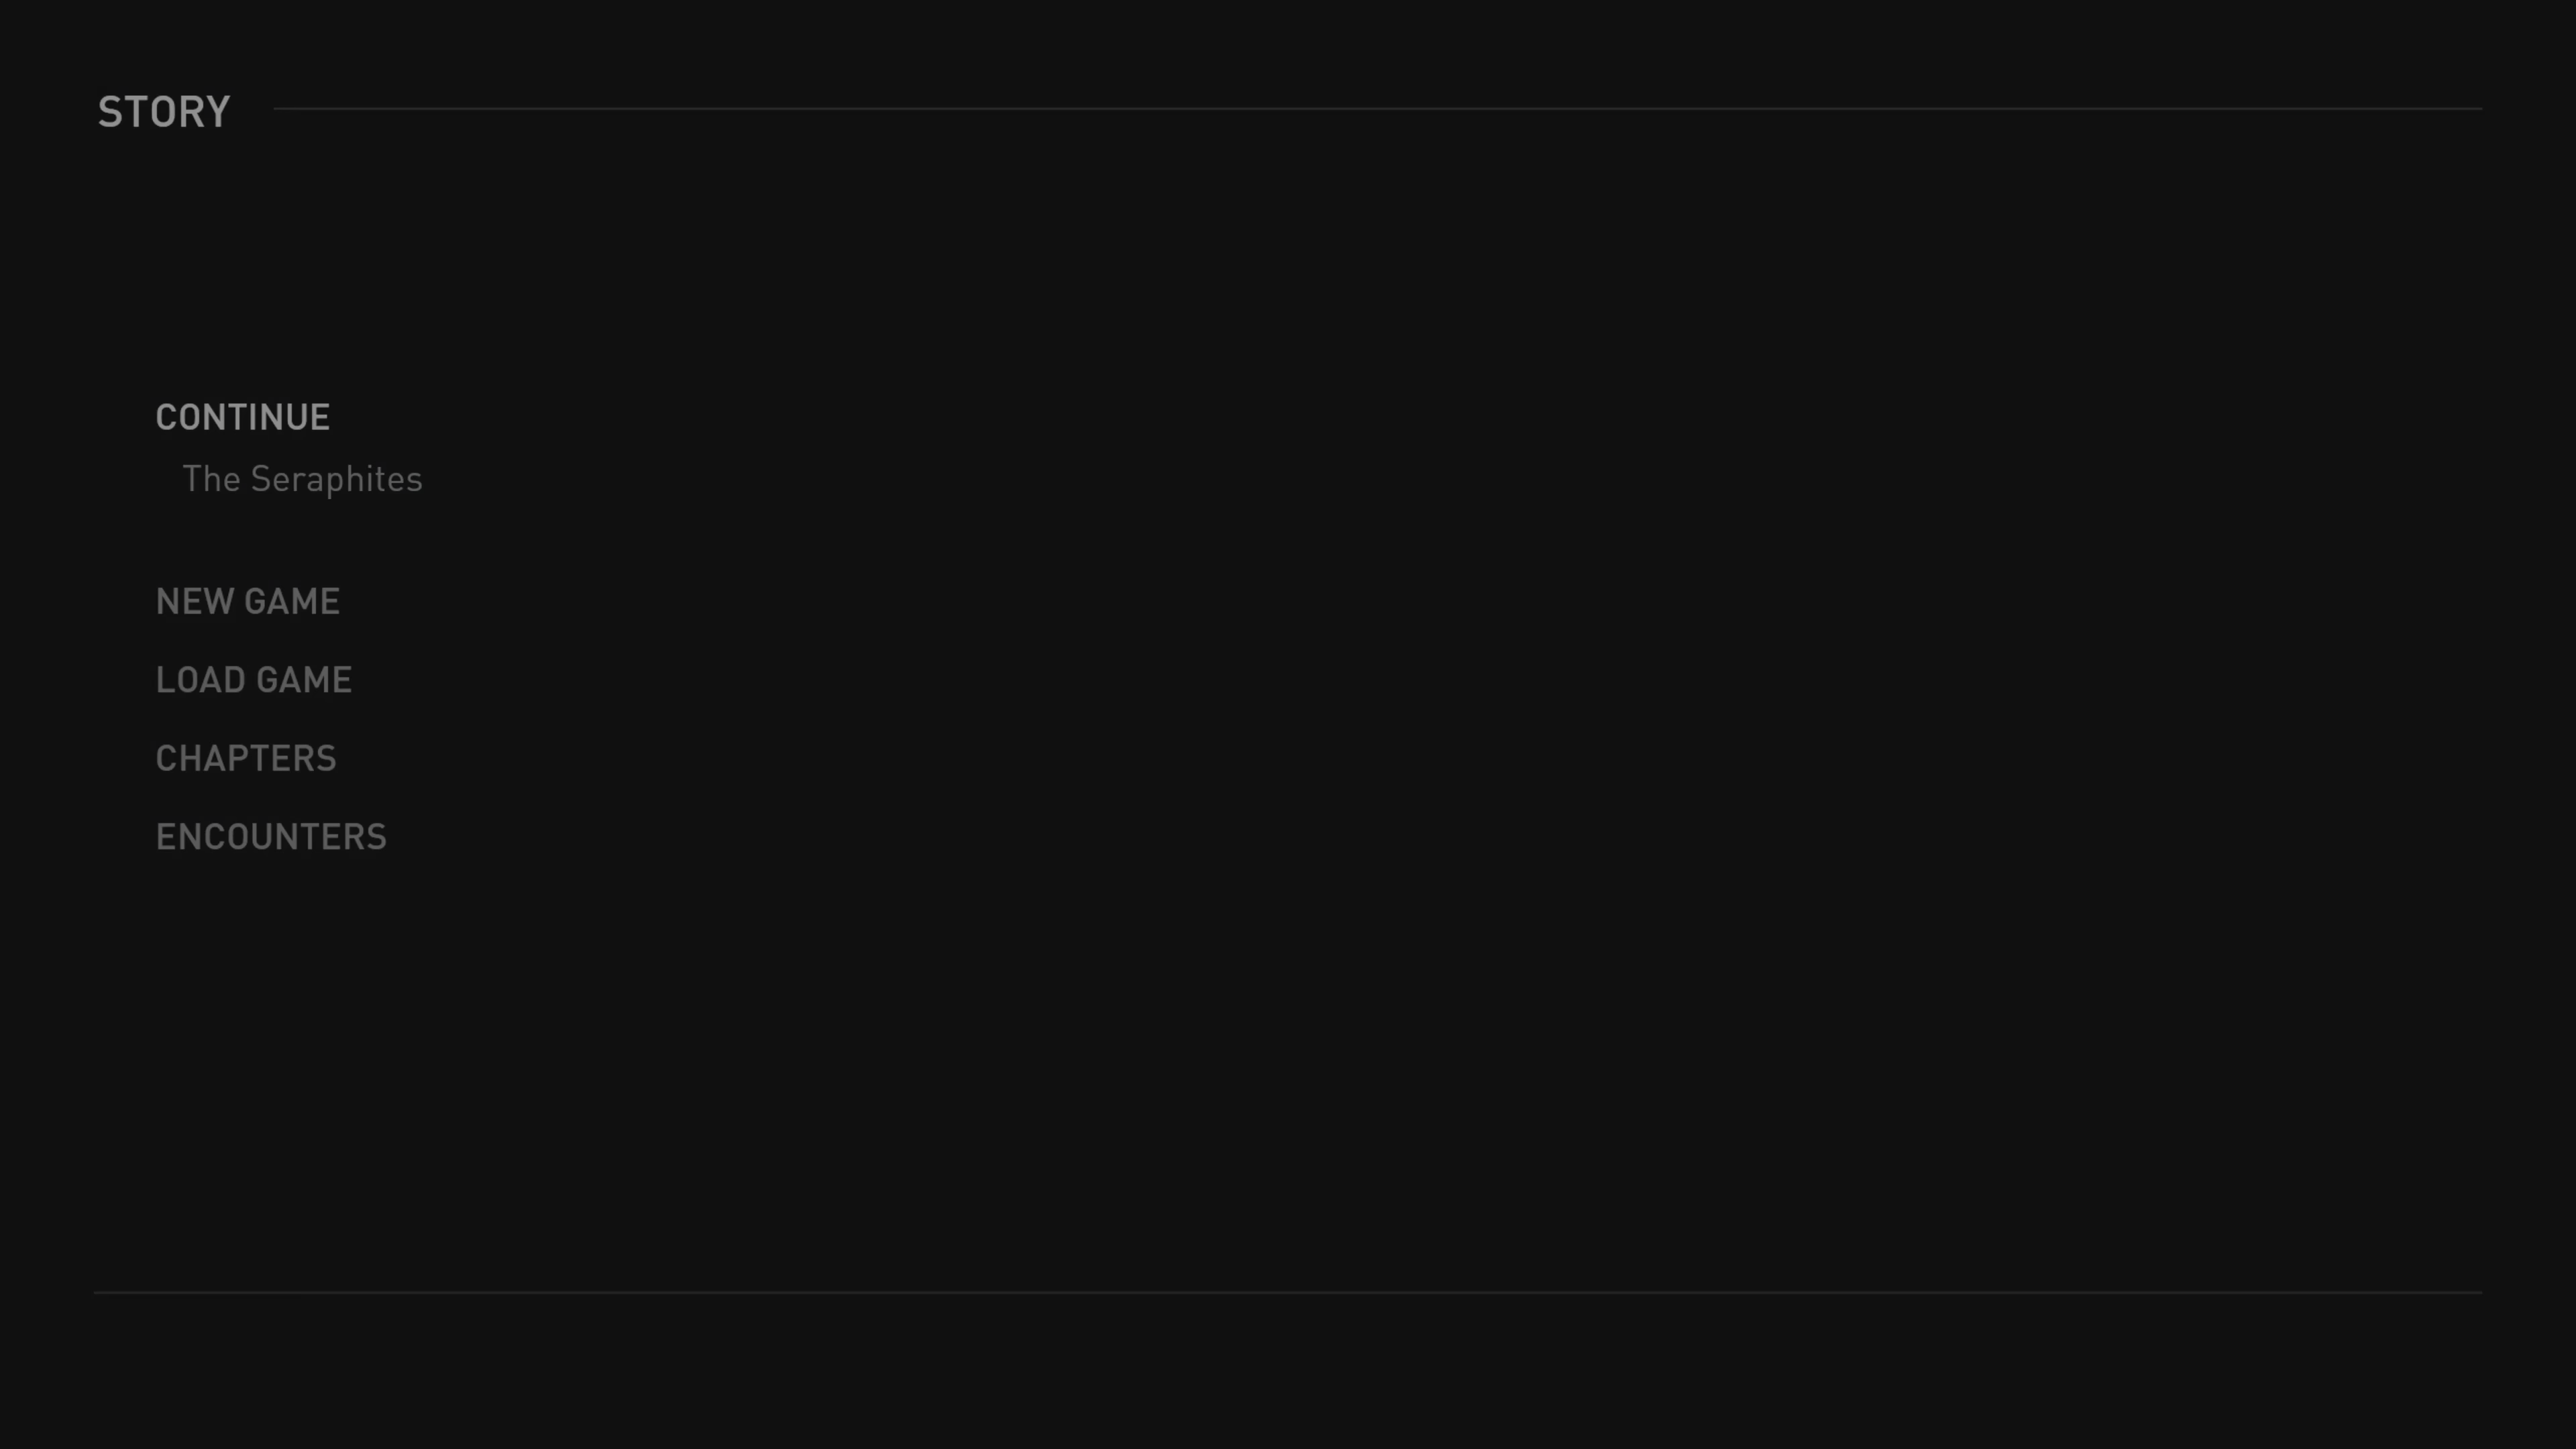 STORY
CONTINUE
The Seraphites
NEW GAME
LOAD GAME
CHAPTERS
ENCOUNTERS